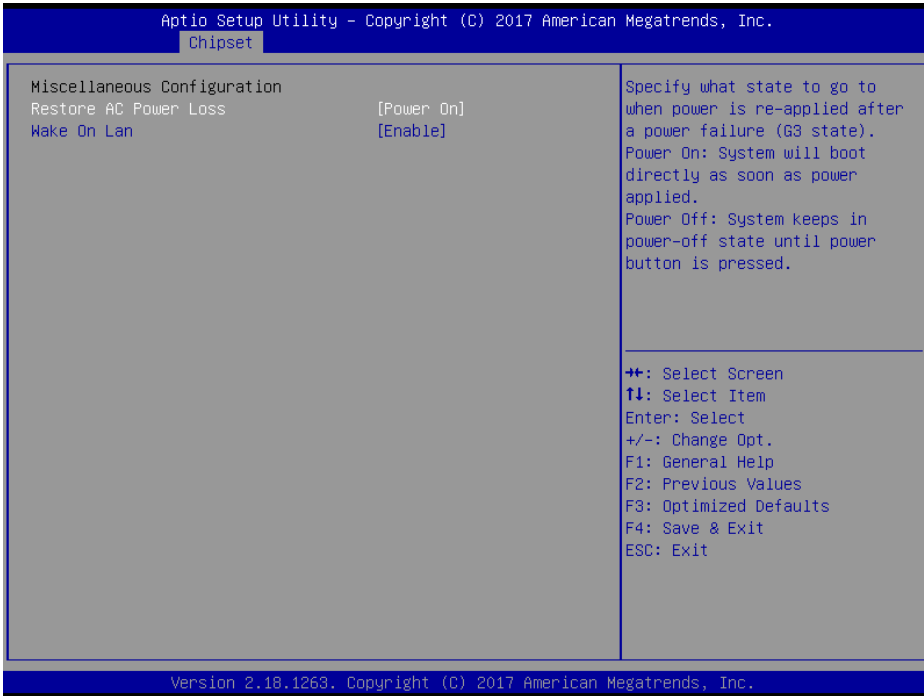 Aptio Setup Utility – Copyright (C) 2017 American Megatrends, Inc.
Chipset
Miscellaneous Configuration
Restore AC Power Loss [Power On]
Wake On Lan [Enable]
Specify what state to go to
when power is re-applied after
a power failure (G3 state).
Power On: System will boot
directly as soon as power
applied.
Power Off: System keeps in
power-off state until power
button is pressed.
→←: Select Screen
↑↓: Select Item
Enter: Select
+/-: Change Opt.
F1: General Help
F2: Previous Values
F3: Optimized Defaults
F4: Save & Exit
ESC: Exit
Version 2.18.1263. Copyright (C) 2017 American Megatrends, Inc.